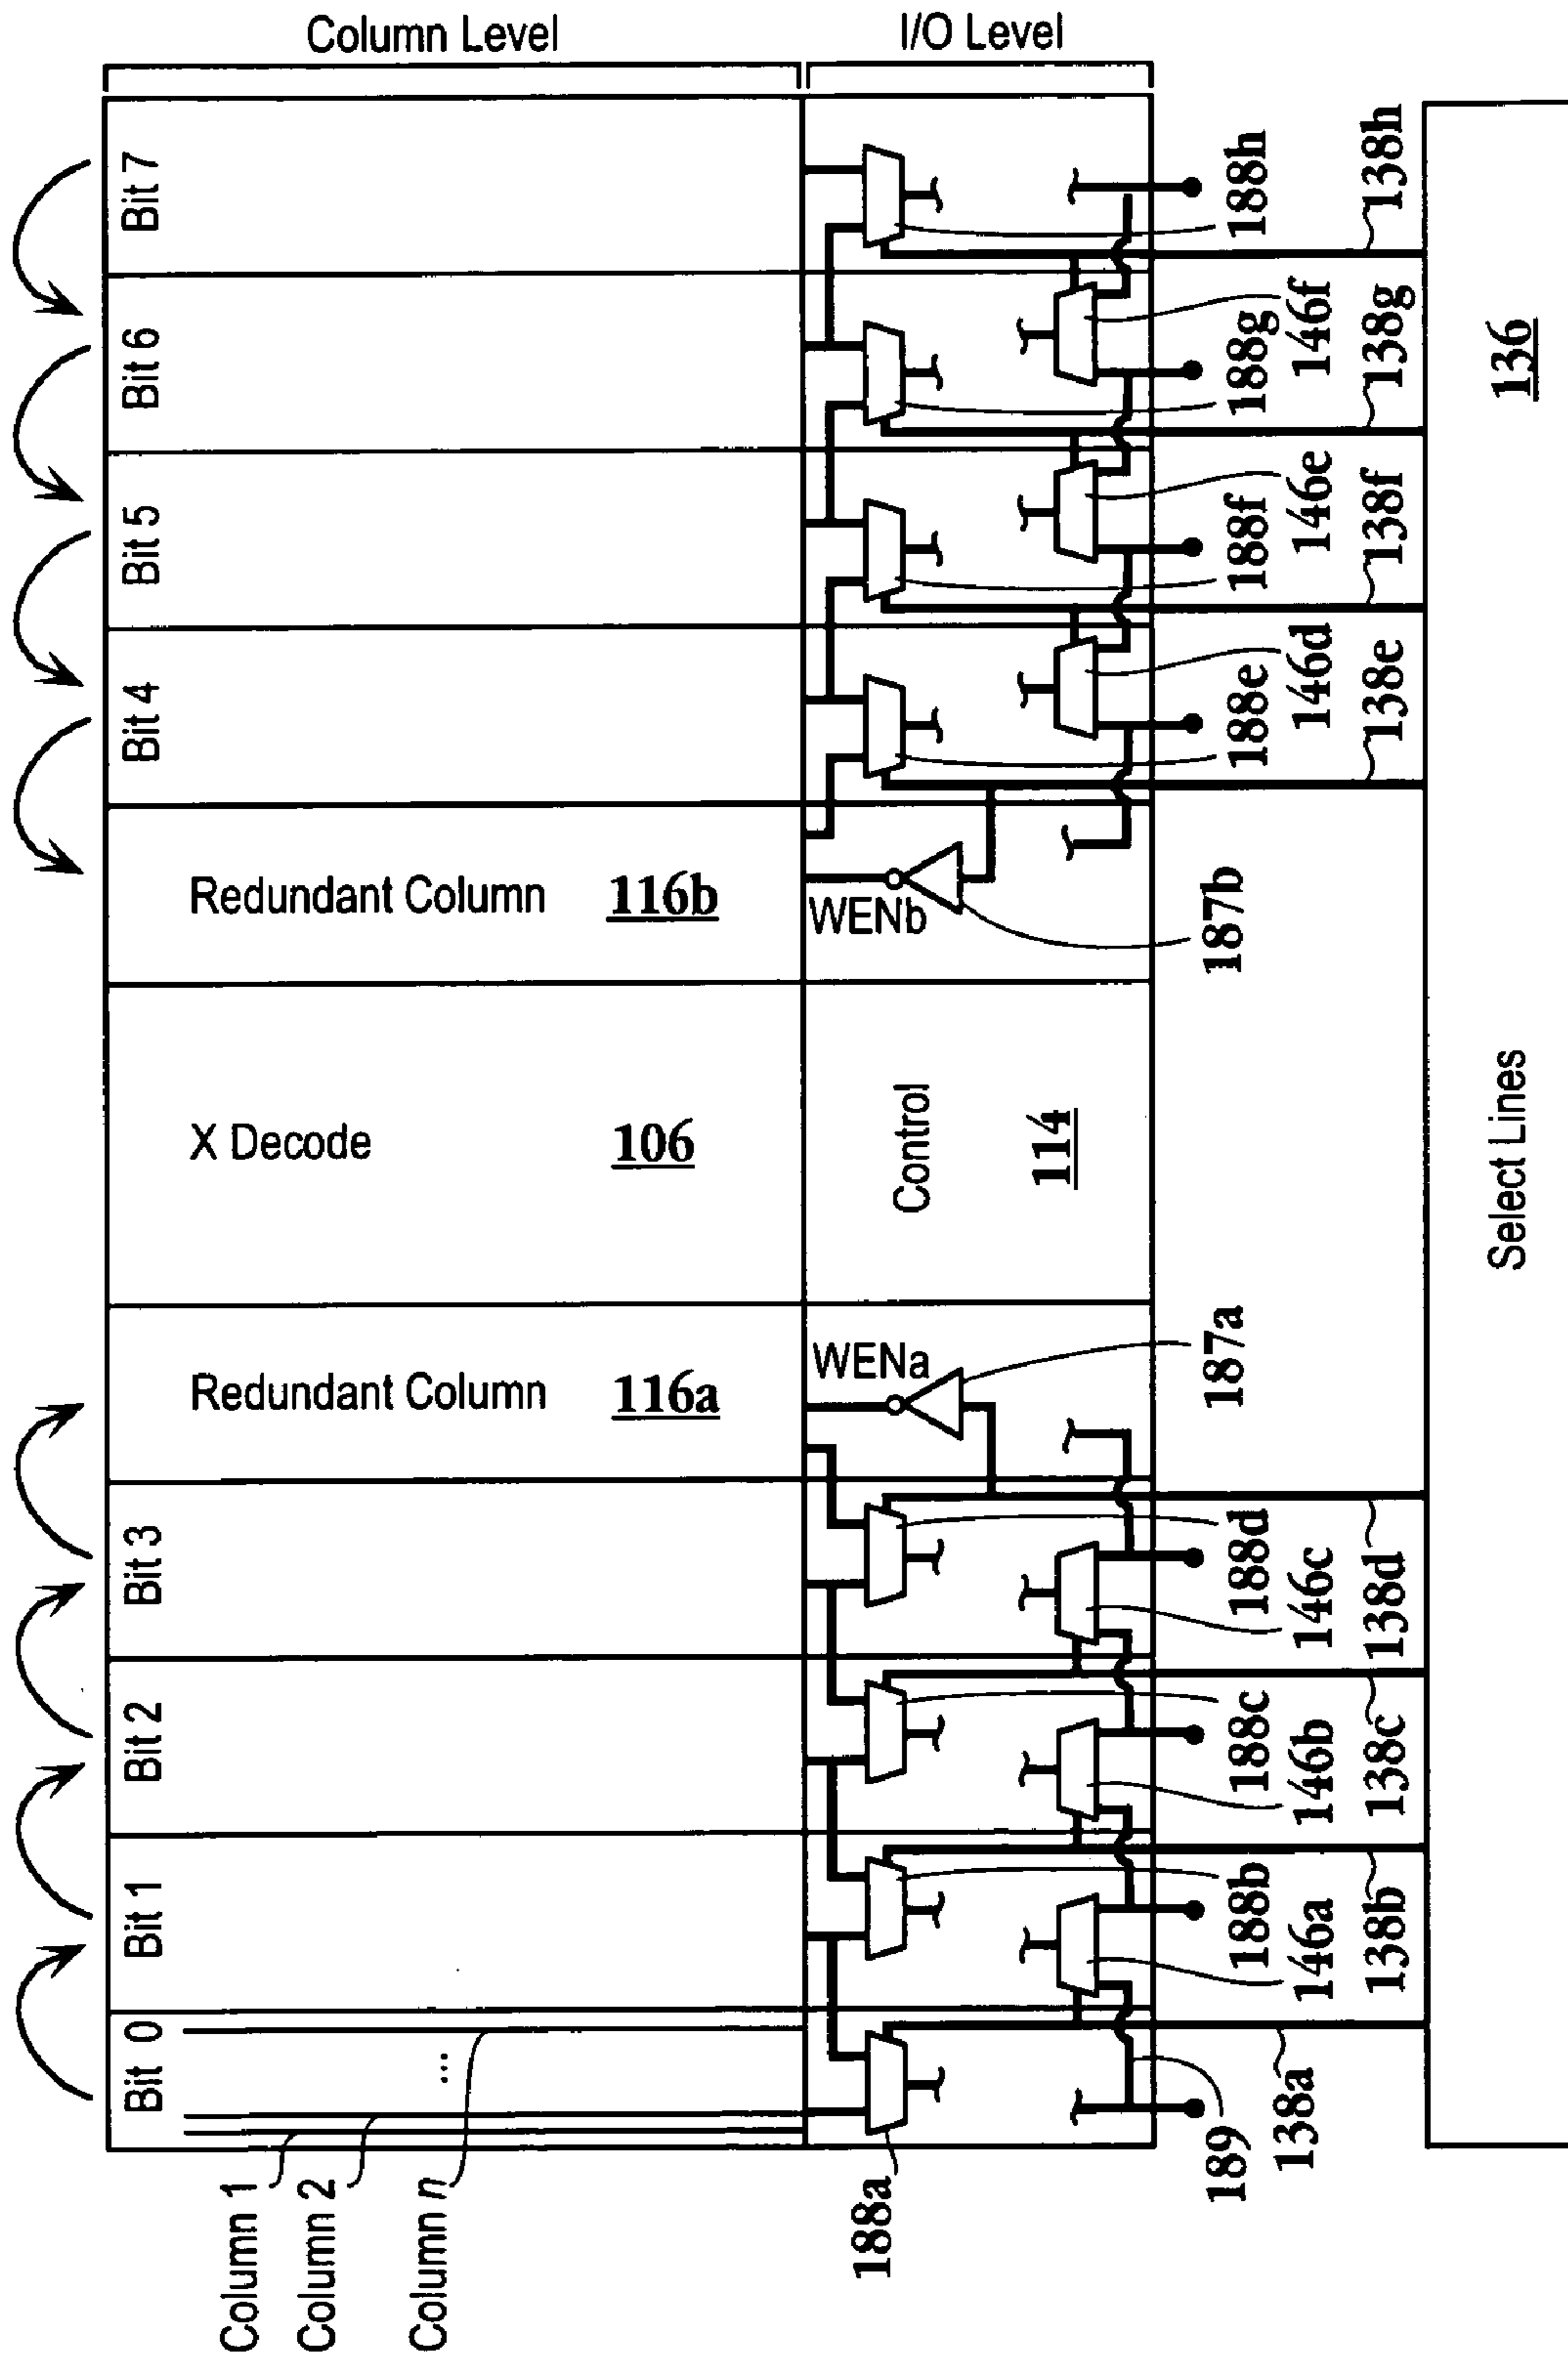 Column Level
I/O Level
Bit 0
Bit 1
Bit 2
Bit 3
Redundant Column 116a
X Decode 106
Redundant Column 116b
Bit 4
Bit 5
Bit 6
Bit 7
Column 1
Column 2
Column n
...
WENa
Control
114
WENb
188a
189
138a
188b
146a
138b
188c
146b
138c
188d
146c
138d
187a
187b
188e
146d
138e
188f
146e
138f
188g
146f
138g
188h
138h
Select Lines
136